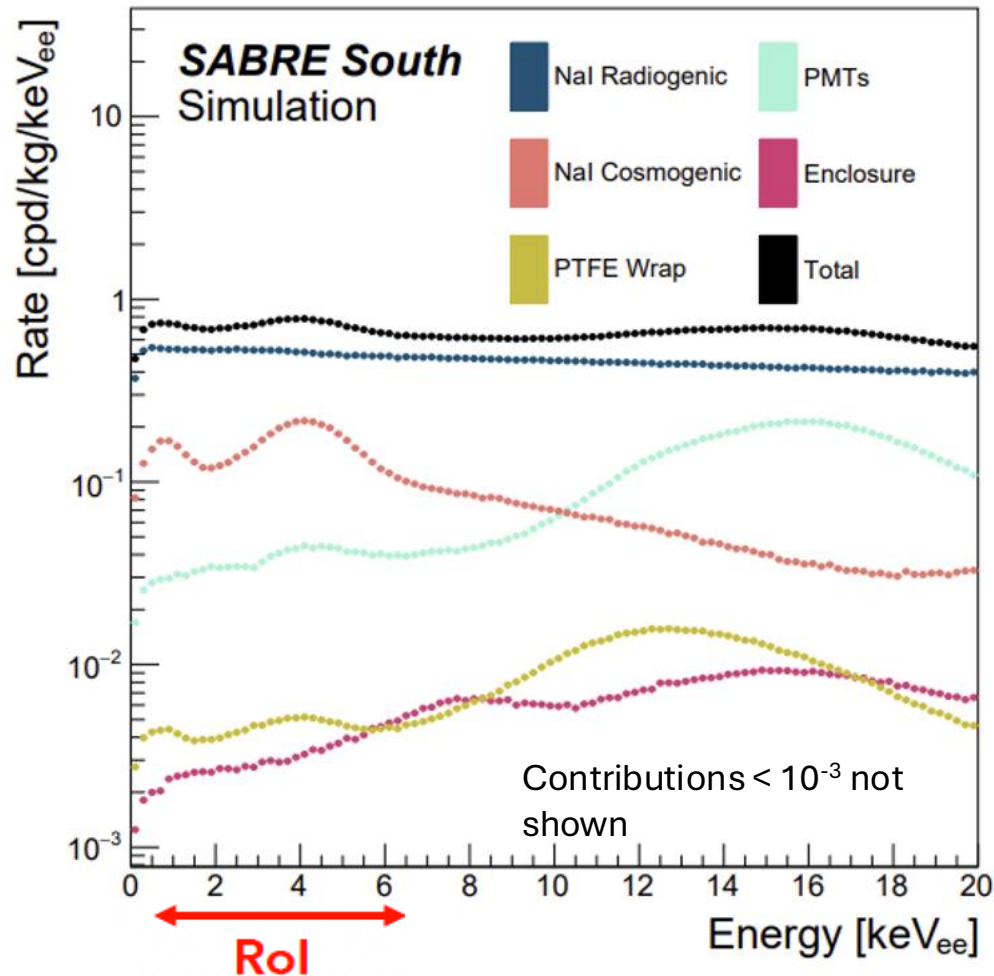 SABRE South
Simulation
NaI Radiogenic
PMTs
NaI Cosmogenic
Enclosure
PTFE Wrap
Total
Rate [cpd/kg/keVee]
10
1
10⁻¹
10⁻²
10⁻³
Contributions < 10⁻³ not
shown
0 2 4 6 8 10 12 14 16 18 20
Energy [keVee]
RoI